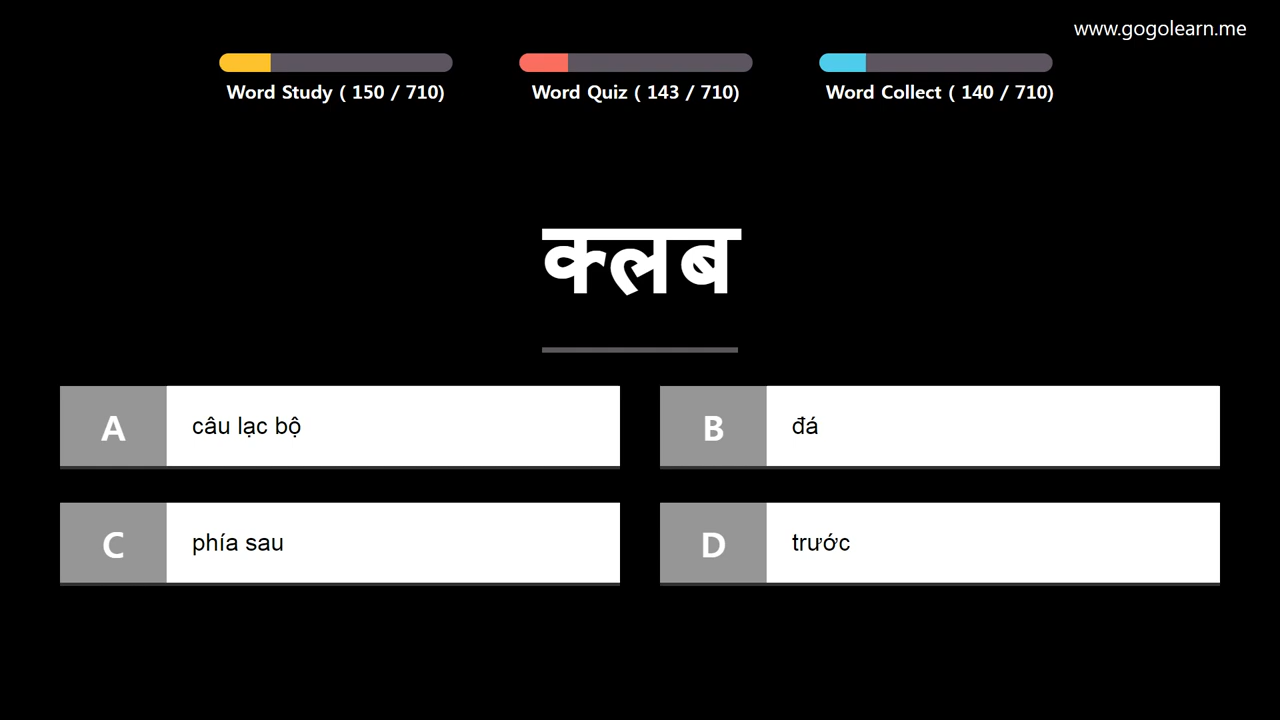 www.gogolearn.me
Word Study ( 150 / 710)
Word Quiz ( 143 / 710)
Word Collect ( 140 / 710)
क्लब
A câu lạc bộ
B đá
C phía sau
D trước